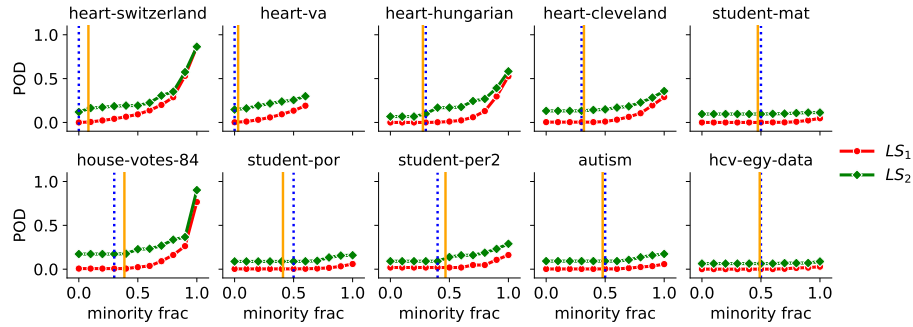 heart-switzerland heart-va heart-hungarian heart-cleveland student-mat
1.0
0.5
0.0
POD
house-votes-84 student-por student-per2 autism hcv-egy-data
1.0
0.5
0.0
POD
LS1
LS2
0.0 0.5 1.0 0.0 0.5 1.0 0.0 0.5 1.0 0.0 0.5 1.0 0.0 0.5 1.0
minority frac minority frac minority frac minority frac minority frac